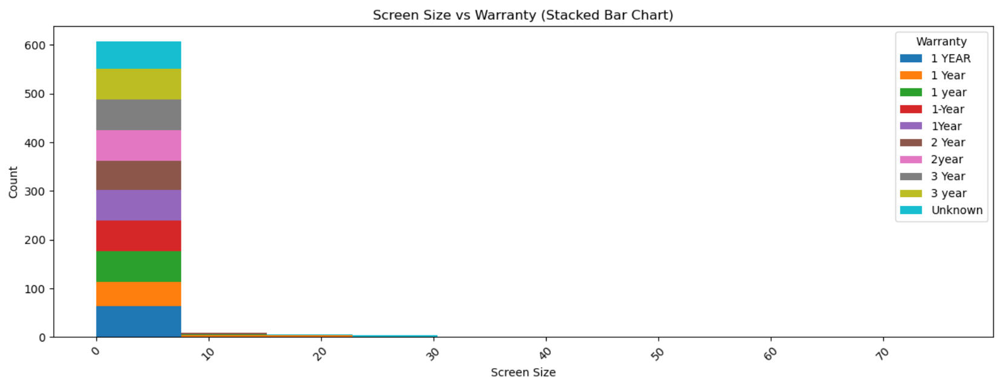 Screen Size vs Warranty (Stacked Bar Chart)
600
500
400
300
200
100
0
Count
0
10
20
30
40
50
60
70
Screen Size
Warranty
1 YEAR
1 Year
1 year
1-Year
1Year
2 Year
2year
3 Year
3 year
Unknown